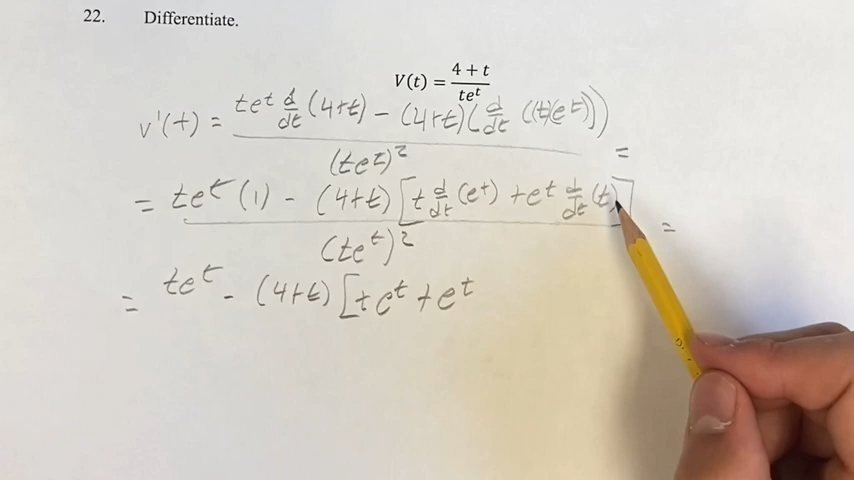 22. Differentiate.
V(t) = 4 + t / te^t
v'(t) = te^t d/dt (4+t) - (4+t)(d/dt ((t)(e^t))) / (te^t)^2 =
= te^t (1) - (4+t) [t d/dt (e^t) + e^t d/dt (t)] / (te^t)^2 =
= te^t - (4+t) [te^t + e^t